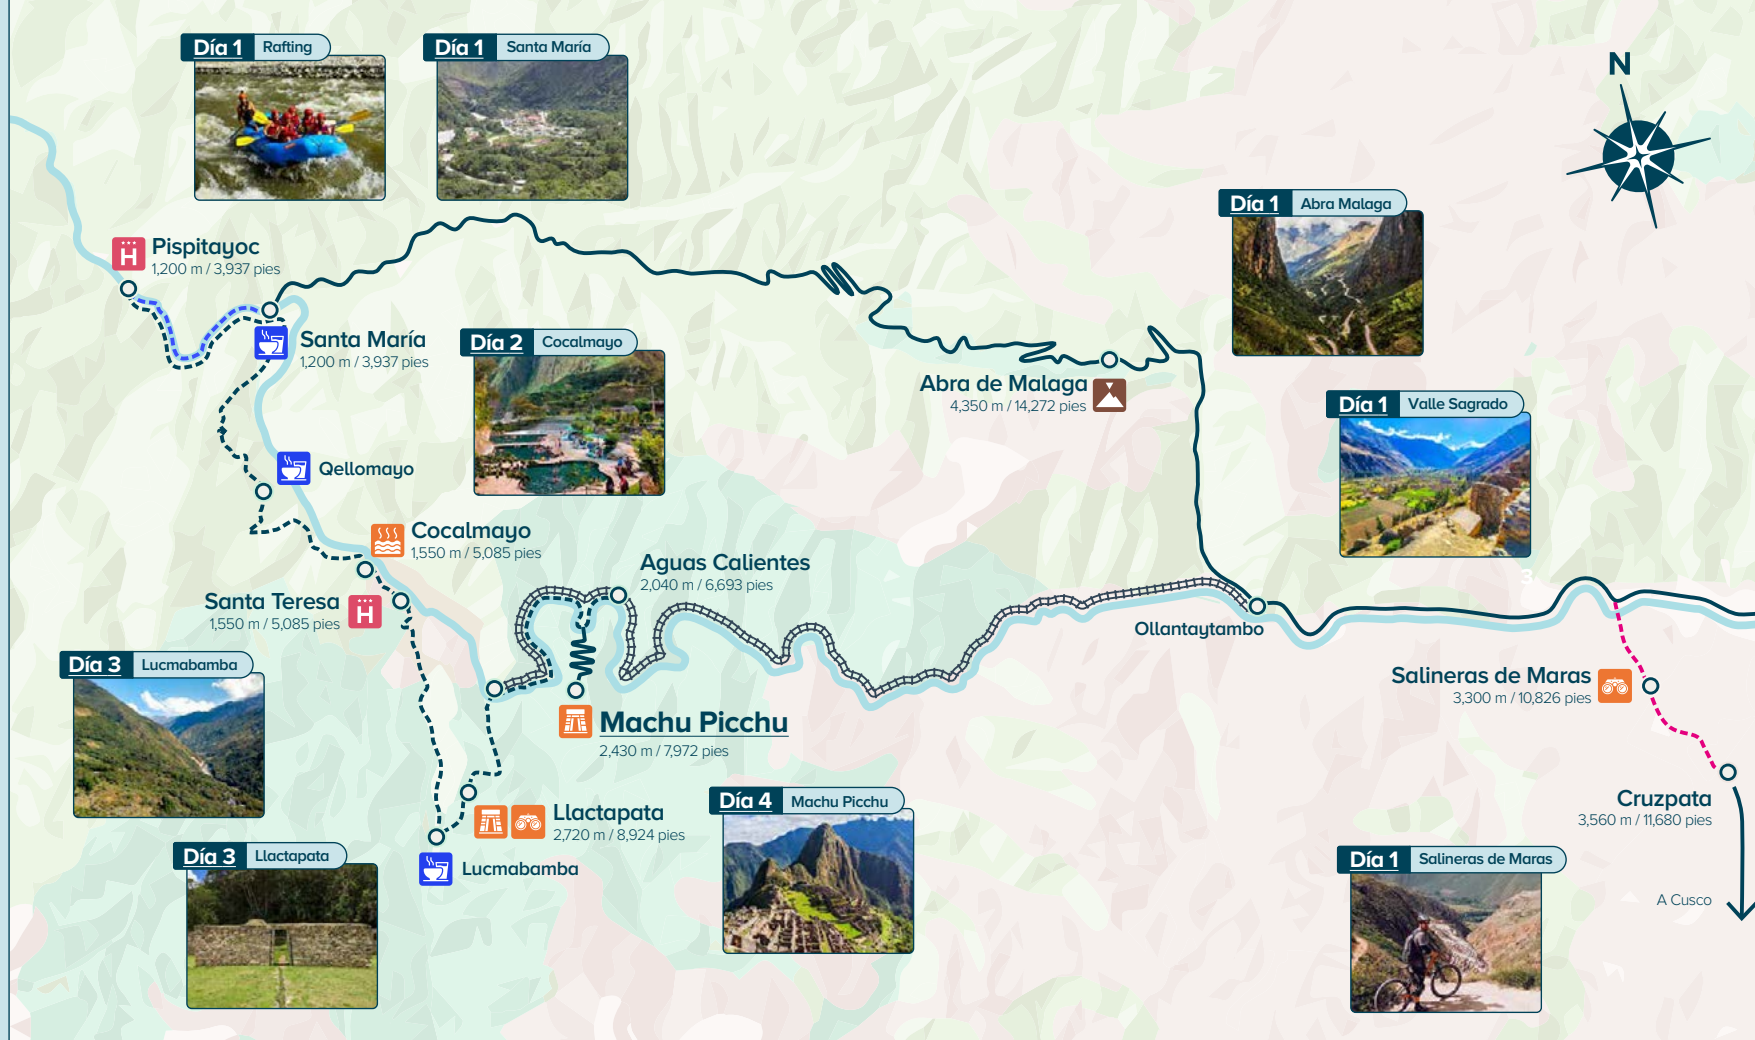 Día 1 Rafting
Día 1 Santa María
N
Día 1 Abra Malaga
H
Pispitayoc
1,200 m / 3,937 pies
Santa María
1,200 m / 3,937 pies
Día 2 Cocalmayo
Abra de Malaga
4,350 m / 14,272 pies
Día 1 Valle Sagrado
Qellomayo
Cocalmayo
1,550 m / 5,085 pies
Aguas Calientes
2,040 m / 6,693 pies
3
Santa Teresa
1,550 m / 5,085 pies
H
Ollantaytambo
Día 3 Lucmabamba
Salineras de Maras
3,300 m / 10,826 pies
Machu Picchu
2,430 m / 7,972 pies
Día 4 Machu Picchu
Llactapata
2,720 m / 8,924 pies
Cruzpata
3,560 m / 11,680 pies
Día 3 Llactapata
Lucmabamba
Día 1 Salineras de Maras
A Cusco